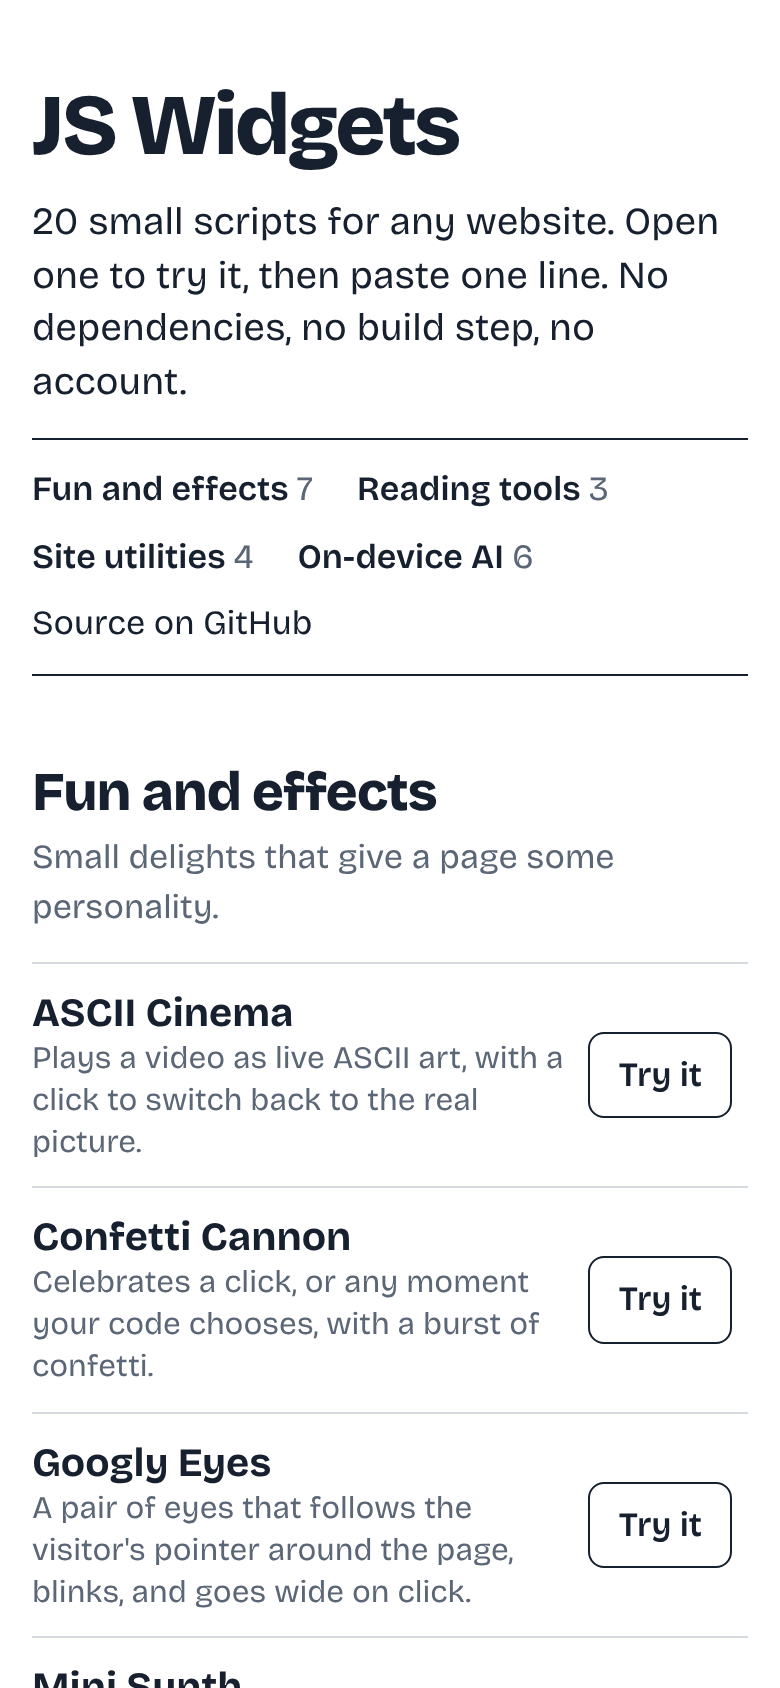 JS Widgets
20 small scripts for any website. Open
one to try it, then paste one line. No
dependencies, no build step, no
account.
Fun and effects 7 Reading tools 3
Site utilities 4 On-device AI 6
Source on GitHub
Fun and effects
Small delights that give a page some
personality.
ASCII Cinema
Plays a video as live ASCII art, with a
click to switch back to the real
picture.
Try it
Confetti Cannon
Celebrates a click, or any moment
your code chooses, with a burst of
confetti.
Try it
Googly Eyes
A pair of eyes that follows the
visitor's pointer around the page,
blinks, and goes wide on click.
Try it
Mini Synth